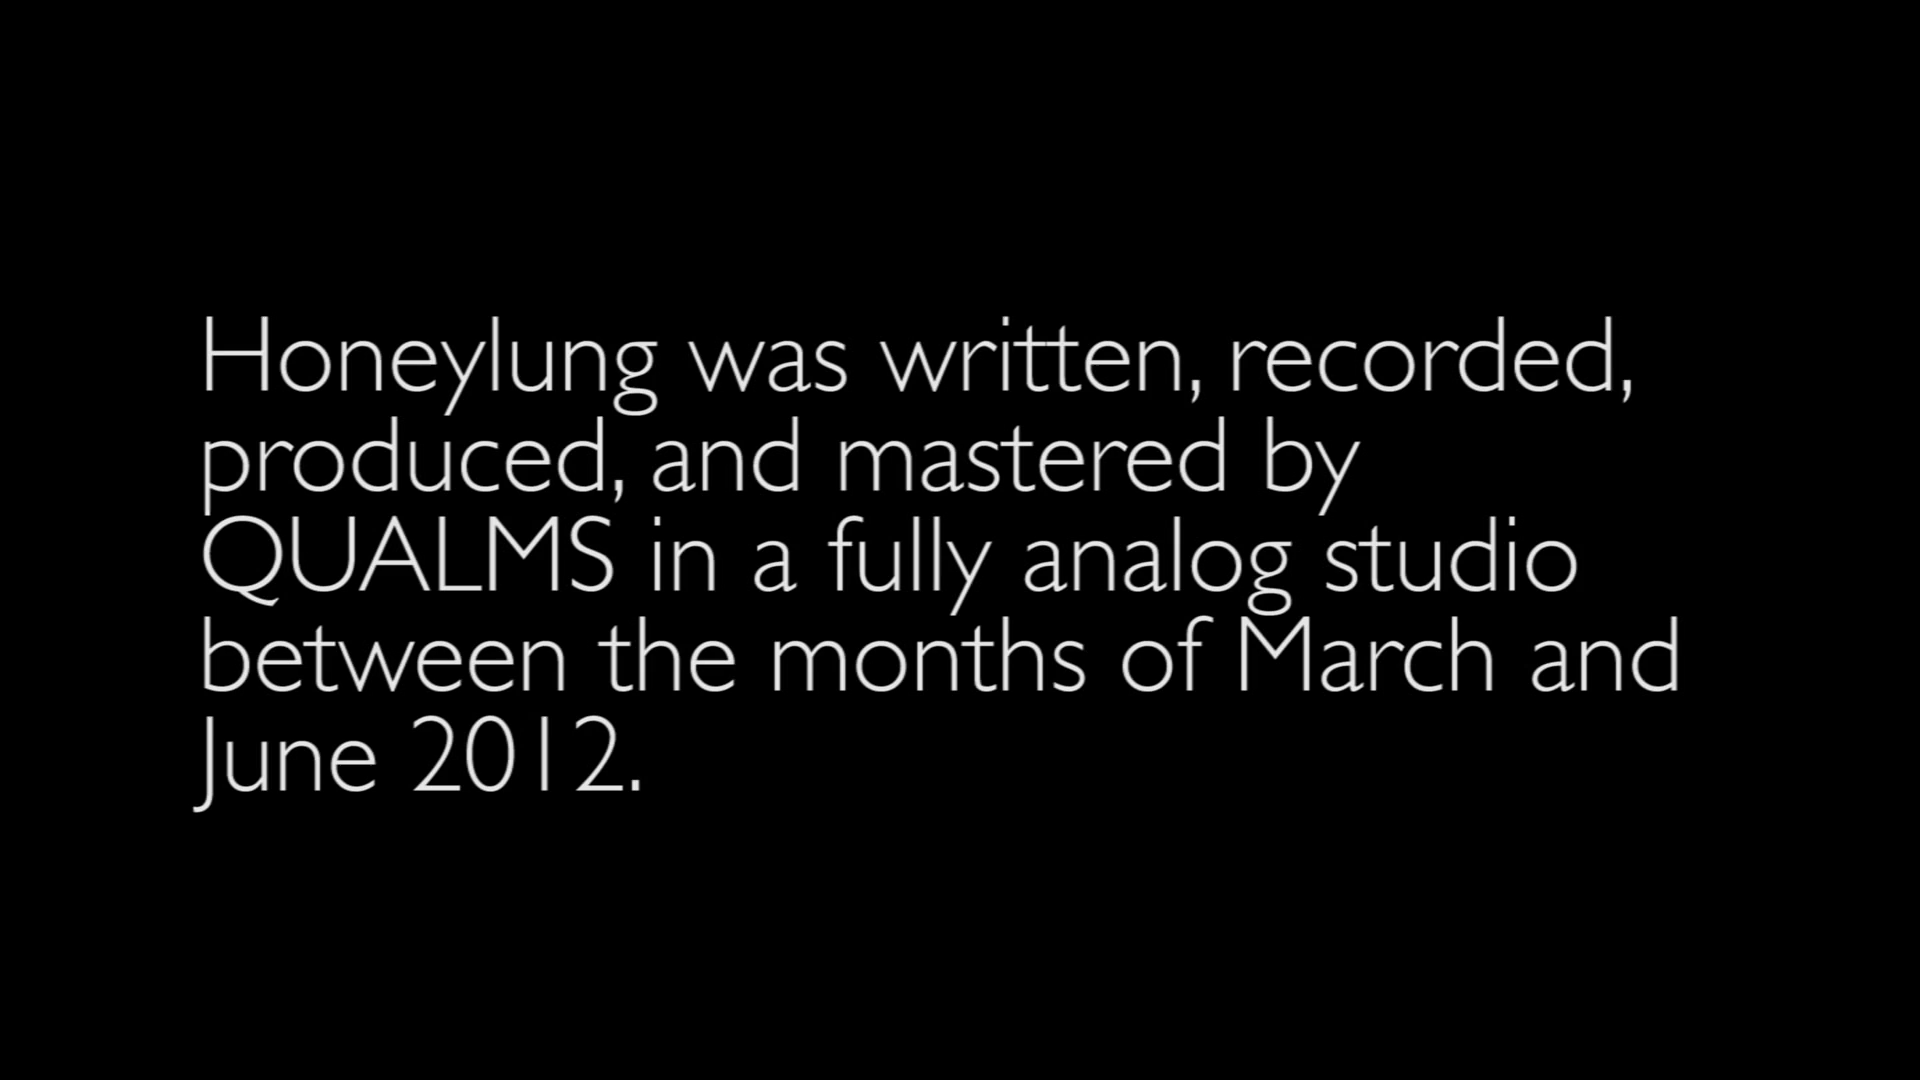 Honeylung was written, recorded,
produced, and mastered by
QUALMS in a fully analog studio
between the months of March and
June 2012.